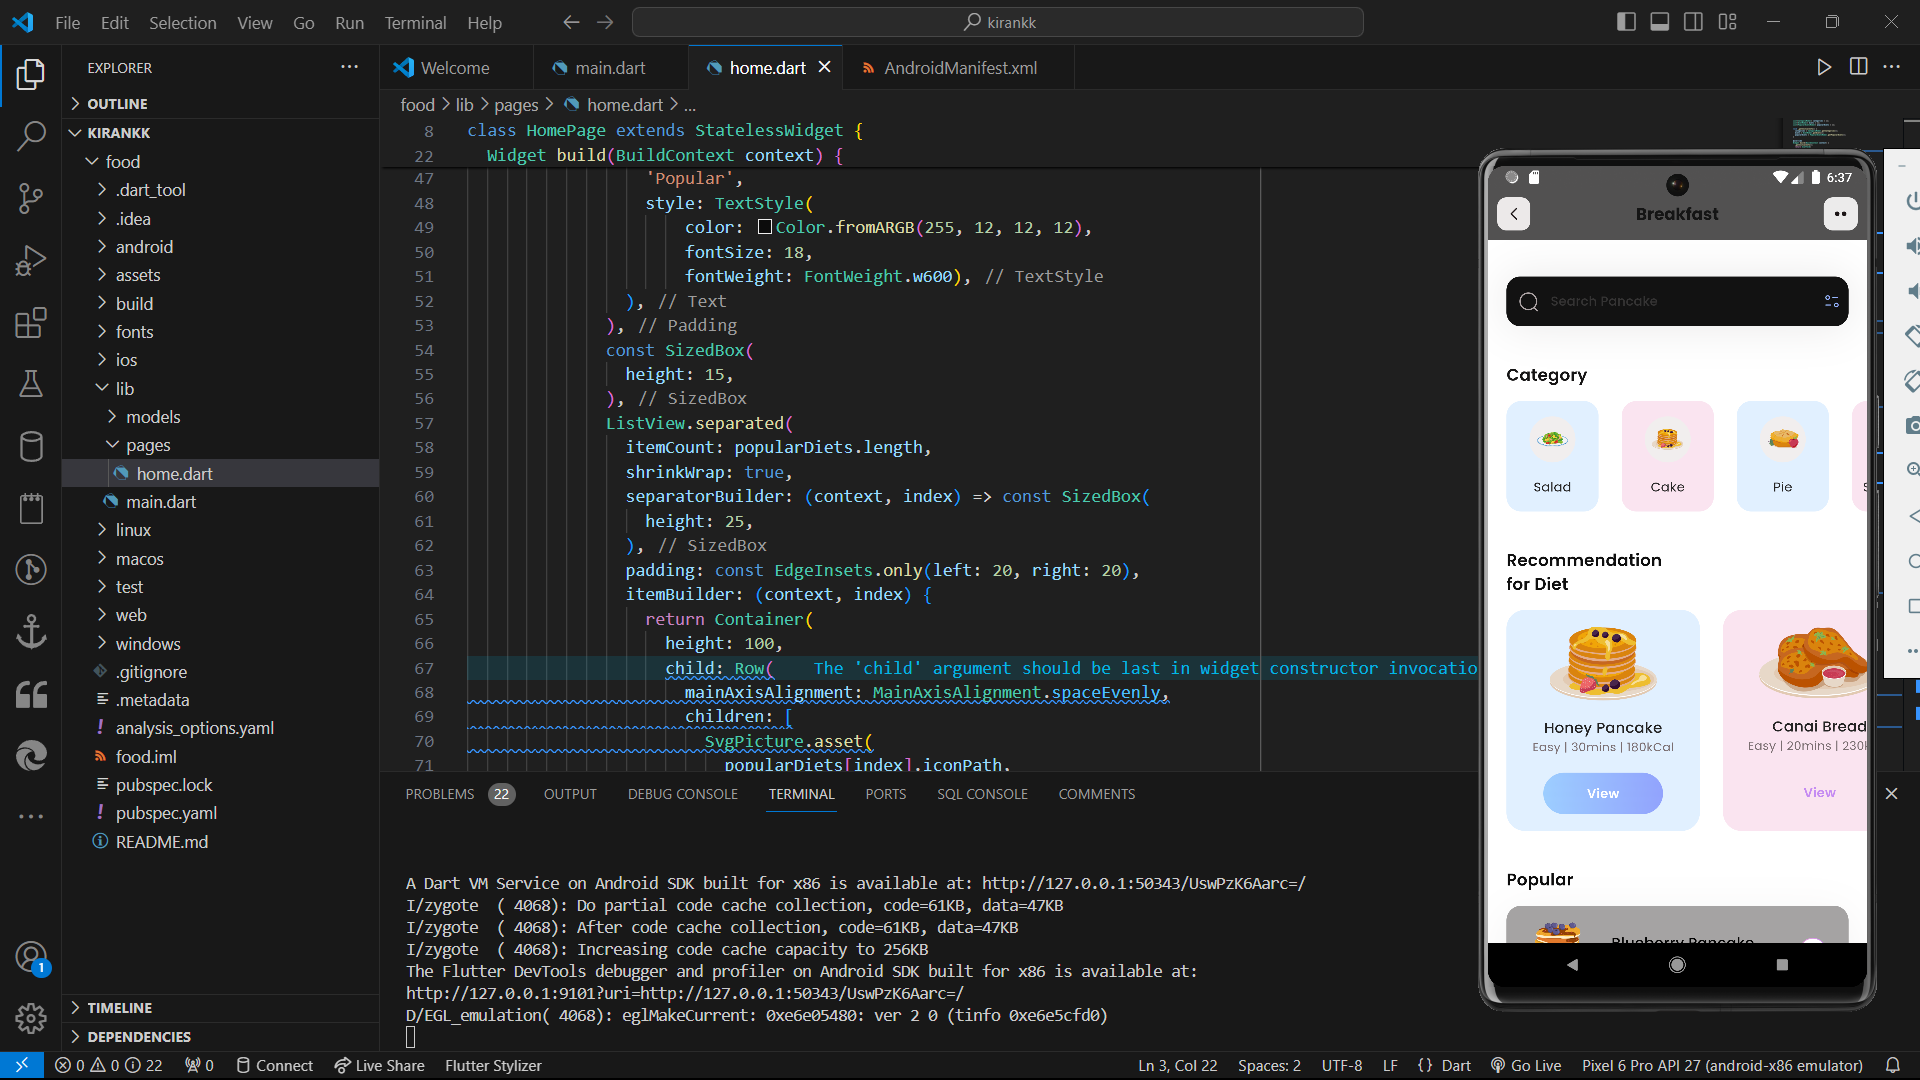 File Edit Selection View Go Run Terminal Help
kirankk
EXPLORER
OUTLINE
KIRANKK
food
.dart_tool
.idea
android
assets
build
fonts
ios
lib
models
pages
home.dart
main.dart
linux
macos
test
web
windows
.gitignore
.metadata
analysis_options.yaml
food.iml
pubspec.lock
pubspec.yaml
README.md
TIMELINE
DEPENDENCIES
1
Welcome main.dart home.dart AndroidManifest.xml
food > lib > pages > home.dart > ...
8 class HomePage extends StatelessWidget {
22 Widget build(BuildContext context) {
47 'Popular',
48 style: TextStyle(
49 color: Color.fromARGB(255, 12, 12, 12),
50 fontSize: 18,
51 fontWeight: FontWeight.w600), // TextStyle
52 ), // Text
53 ), // Padding
54 const SizedBox(
55 height: 15,
56 ), // SizedBox
57 ListView.separated(
58 itemCount: popularDiets.length,
59 shrinkWrap: true,
60 separatorBuilder: (context, index) => const SizedBox(
61 height: 25,
62 ), // SizedBox
63 padding: const EdgeInsets.only(left: 20, right: 20),
64 itemBuilder: (context, index) {
65 return Container(
66 height: 100,
67 child: Row( The 'child' argument should be last in widget constructor invocatio
68 mainAxisAlignment: MainAxisAlignment.spaceEvenly,
69 children: [
70 SvgPicture.asset(
71 popularDiets[index].iconPath,
PROBLEMS 22 OUTPUT DEBUG CONSOLE TERMINAL PORTS SQL CONSOLE COMMENTS
A Dart VM Service on Android SDK built for x86 is available at: http://127.0.0.1:50343/UswPzK6Aarc=/
I/zygote  ( 4068): Do partial code cache collection, code=61KB, data=47KB
I/zygote  ( 4068): After code cache collection, code=61KB, data=47KB
I/zygote  ( 4068): Increasing code cache capacity to 256KB
The Flutter DevTools debugger and profiler on Android SDK built for x86 is available at:
http://127.0.0.1:9101?uri=http://127.0.0.1:50343/UswPzK6Aarc=/
D/EGL_emulation( 4068): eglMakeCurrent: 0xe6e05480: ver 2 0 (tinfo 0xe6e5cfd0)
6:37
Breakfast
Search Pancake
Category
Salad Cake Pie S
Recommendation
for Diet
Honey Pancake
Easy | 30mins | 180kCal
View
Canai Bread
Easy | 20mins | 230k
View
Popular
Blueberry Pancake
0 0 22 0 Connect Live Share Flutter Stylizer
Ln 3, Col 22 Spaces: 2 UTF-8 LF {} Dart Go Live Pixel 6 Pro API 27 (android-x86 emulator)